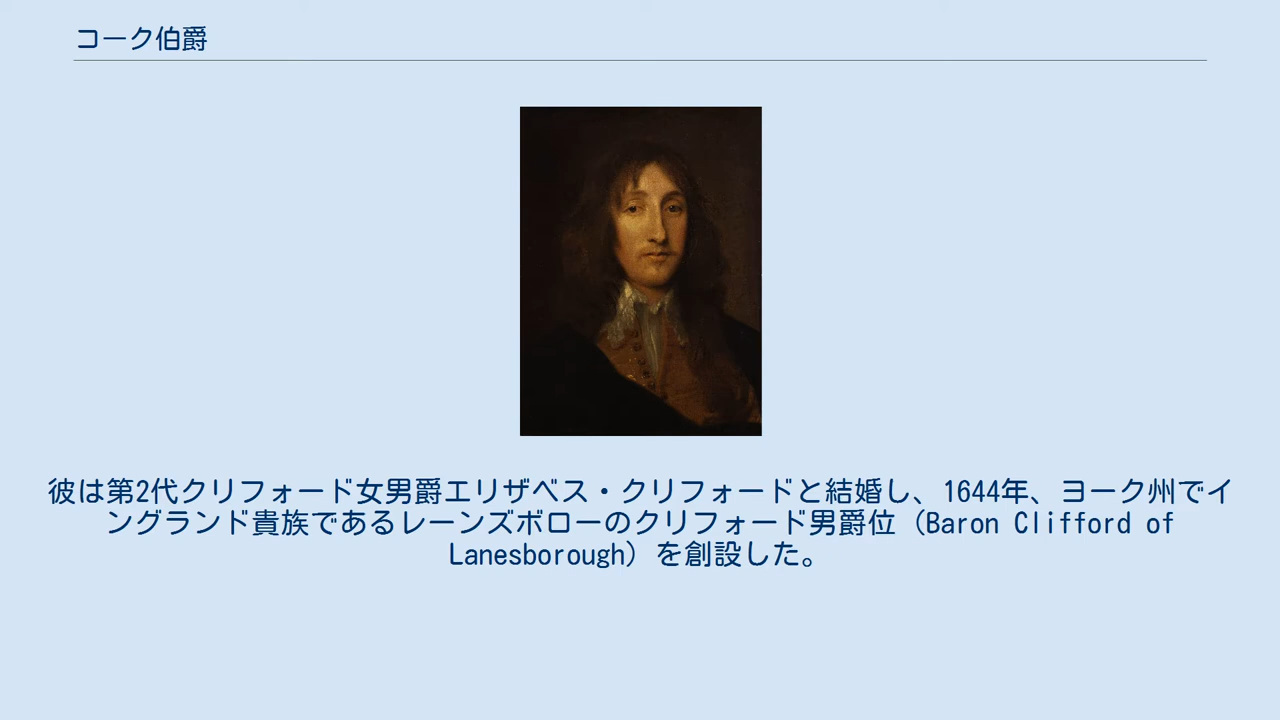 コーク伯爵
彼は第2代クリフォード女男爵エリザベス・クリフォードと結婚し、1644年、ヨーク州でイ
ングランド貴族であるレーンズボローのクリフォード男爵位（Baron Clifford of
Lanesborough）を創設した。